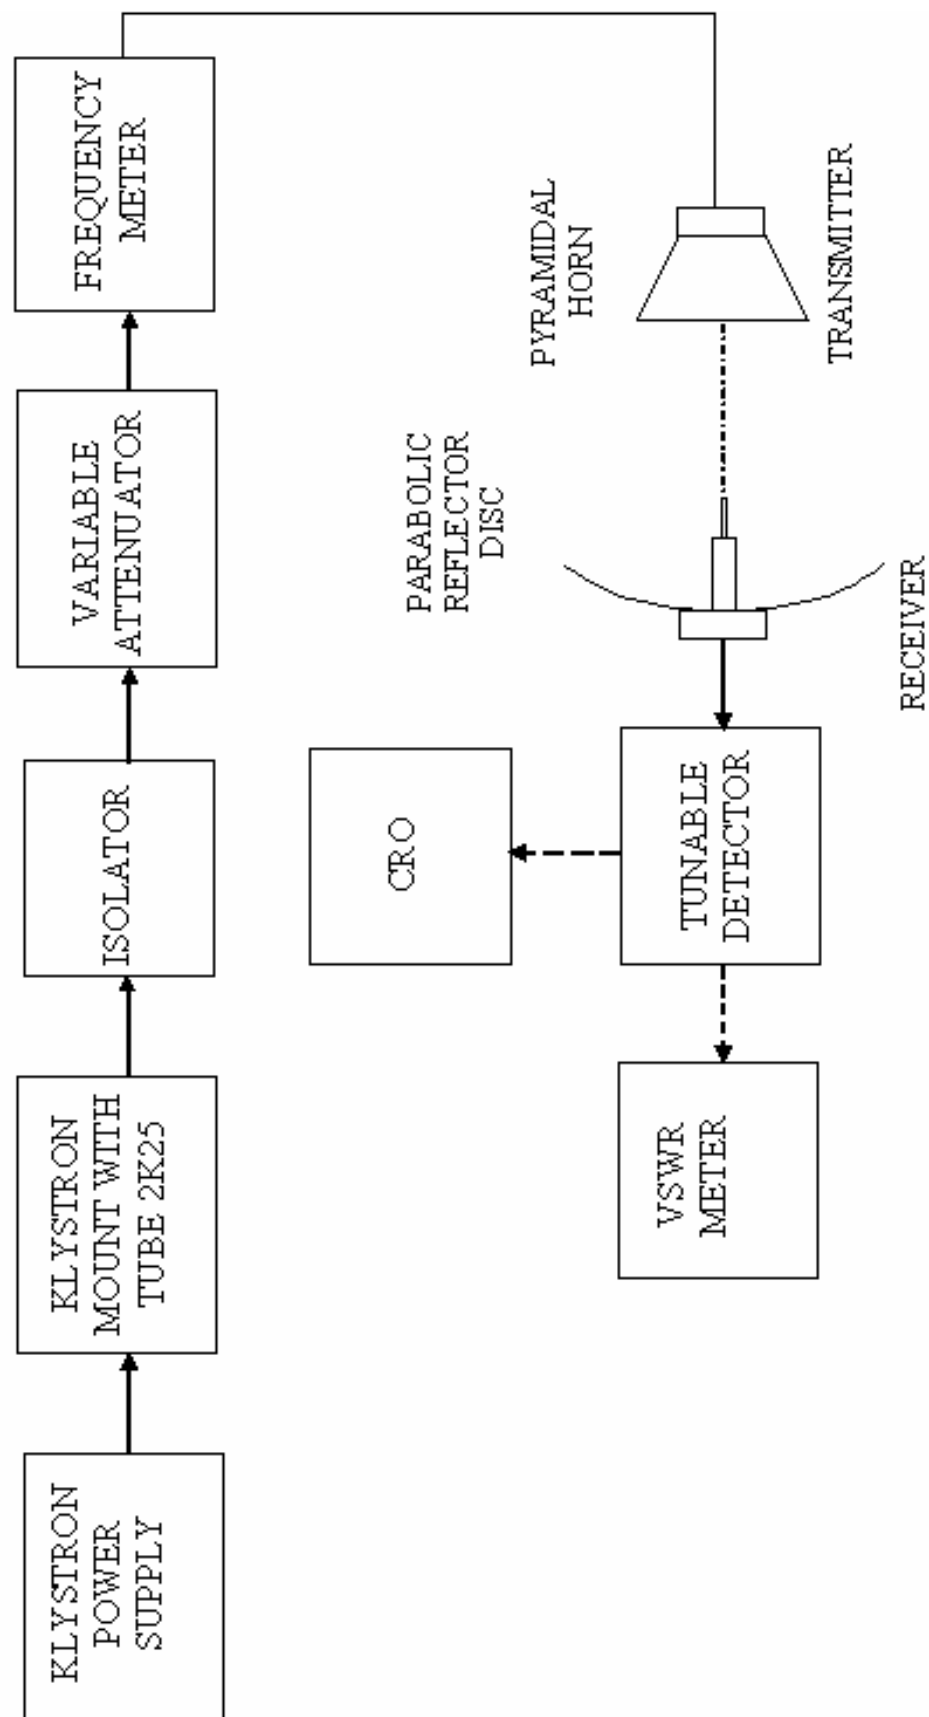 KLYSTRON
POWER
SUPPLY
KLYSTRON
MOUNT WITH
TUBE 2K25
ISOLATOR
VARIABLE
ATTENUATOR
FREQUENCY
METER
VSWR
METER
CRO
TUNABLE
DETECTOR
PARABOLIC
REFLECTOR
DISC
RECEIVER
PYRAMIDAL
HORN
TRANSMITTER